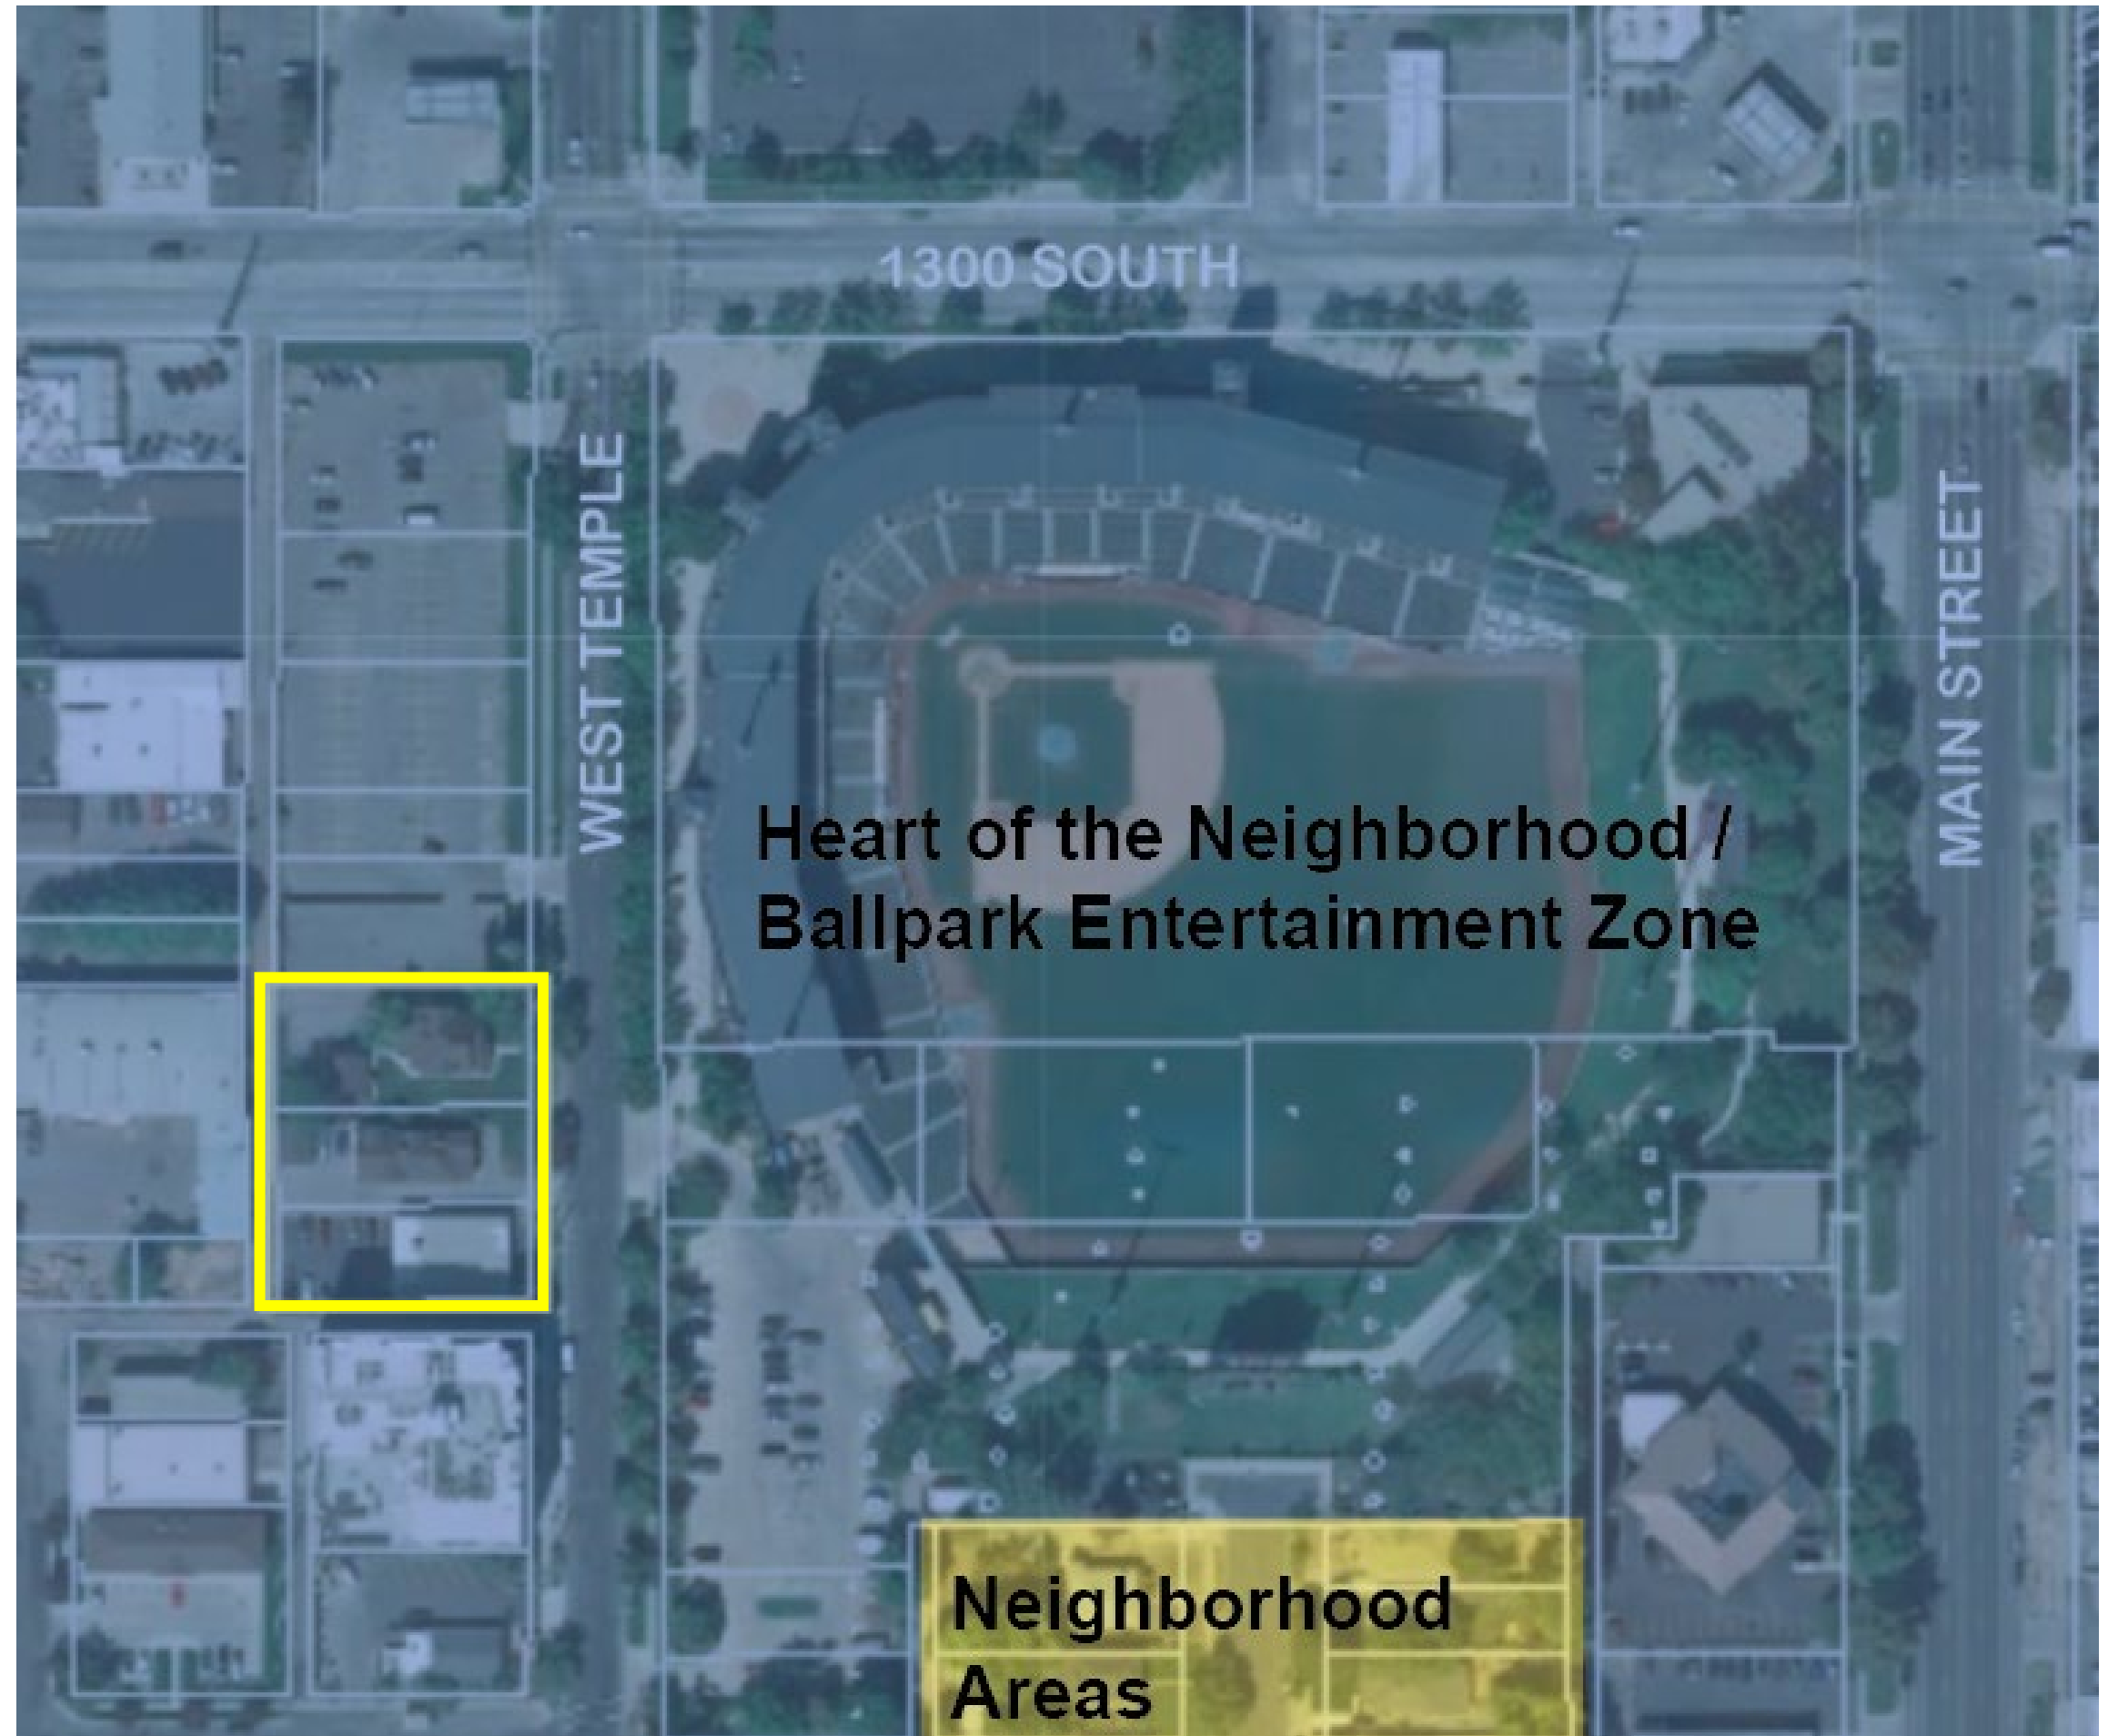 1300 SOUTH
WEST TEMPLE
MAIN STREET
Heart of the Neighborhood /
Ballpark Entertainment Zone
Neighborhood
Areas